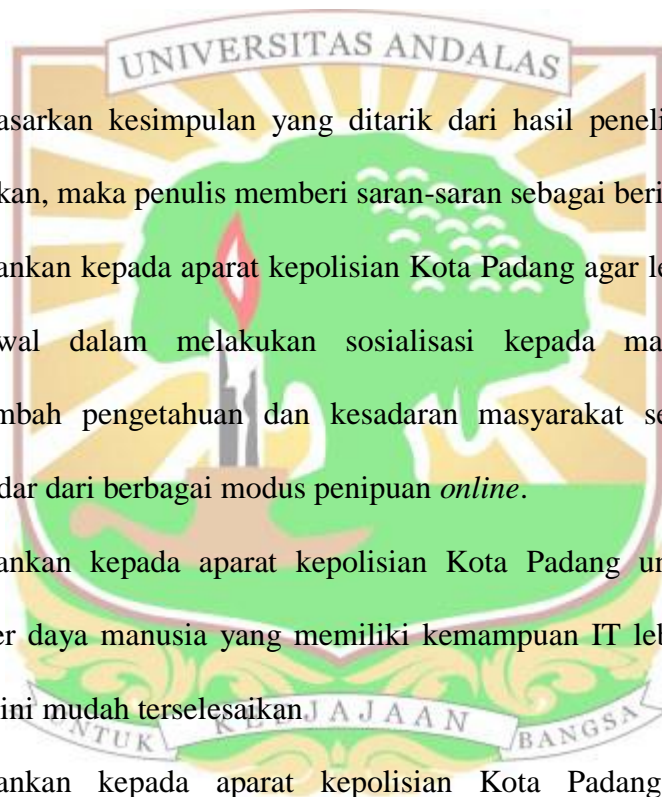 UNIVERSITAS ANDALAS
asarkan kesimpulan yang ditarik dari hasil peneli
kan, maka penulis memberi saran-saran sebagai beri
ankan kepada aparat kepolisian Kota Padang agar le
wal dalam melakukan sosialisasi kepada ma
mbah pengetahuan dan kesadaran masyarakat se
dar dari berbagai modus penipuan online.
ankan kepada aparat kepolisian Kota Padang un
er daya manusia yang memiliki kemampuan IT leb
ini mudah terselesaikan
UNTUK KEDJAJAAN BANGSA
ankan kepada aparat kepolisian Kota Padang